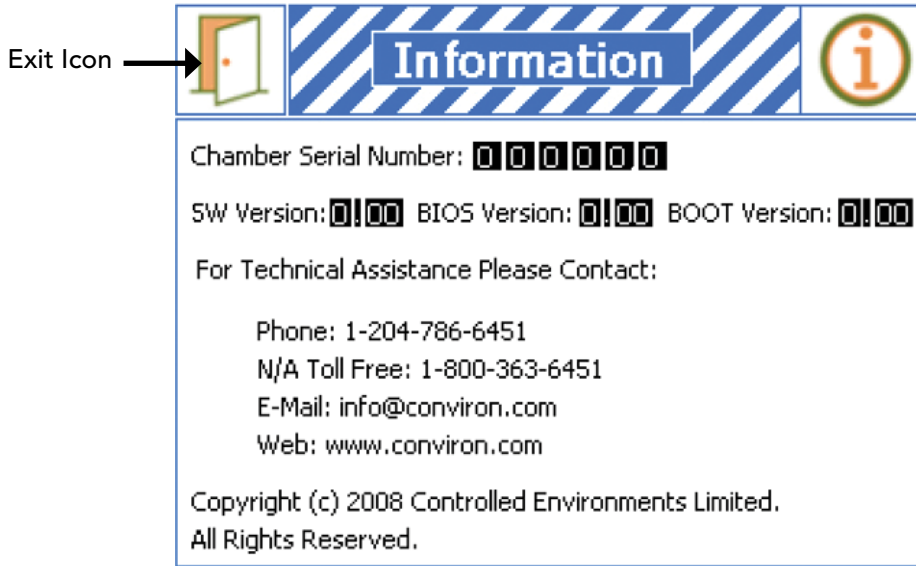 Exit Icon
Information
Chamber Serial Number: 000000
SW Version: 0.00 BIOS Version: 0.00 BOOT Version: 0.00
For Technical Assistance Please Contact:
Phone: 1-204-786-6451
N/A Toll Free: 1-800-363-6451
E-Mail: info@conviron.com
Web: www.conviron.com
Copyright (c) 2008 Controlled Environments Limited.
All Rights Reserved.